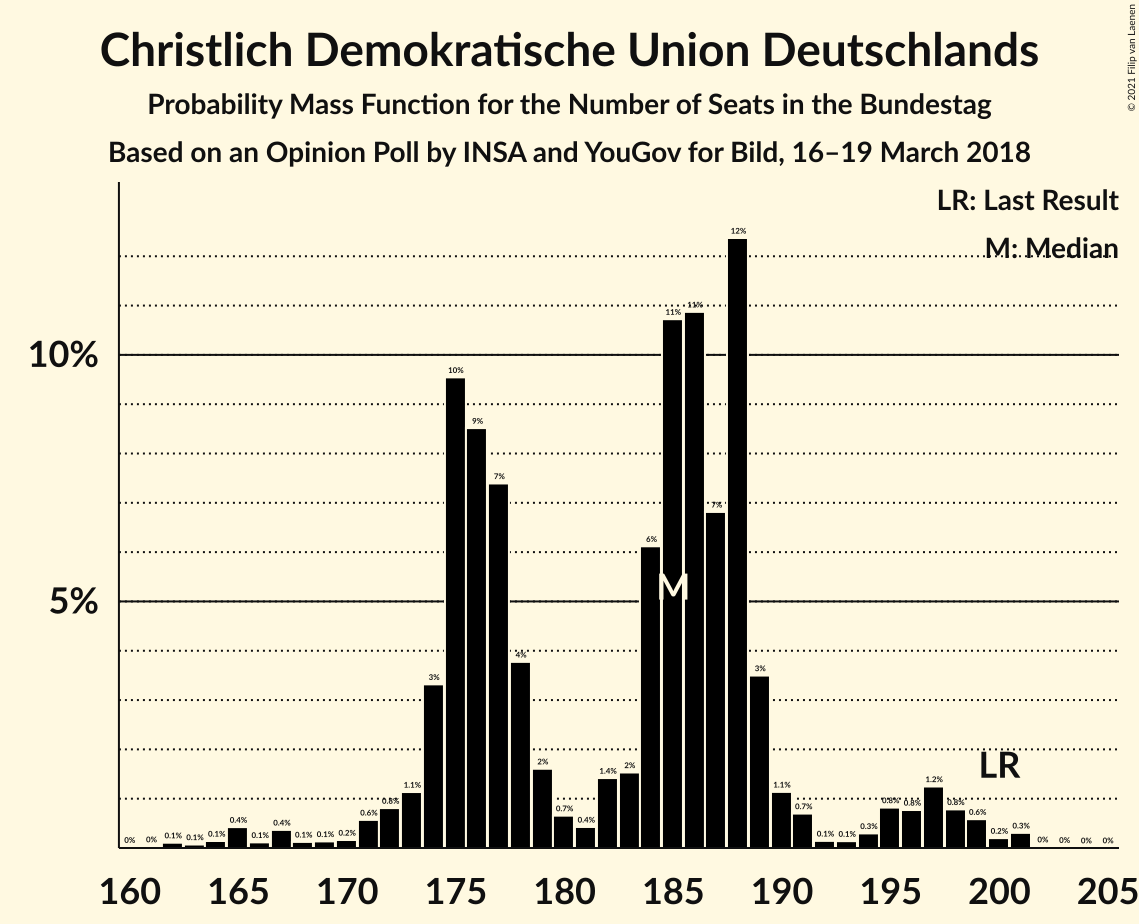 Christlich Demokratische Union Deutschlands
Probability Mass Function for the Number of Seats in the Bundestag
Based on an Opinion Poll by INSA and YouGov for Bild, 16–19 March 2018
© 2021 Filip van Laenen
LR: Last Result
M: Median
10%
5%
0% 0% 0.1% 0.1% 0.1% 0.4% 0.1% 0.4% 0.1% 0.1% 0.2% 0.6% 0.8% 1.1% 3% 10% 9% 7% 4% 2% 0.7% 0.4% 1.4% 2% 6% 11% 11% 7% 12% 3% 1.1% 0.7% 0.1% 0.1% 0.3% 0.8% 0.8% 1.2% 0.8% 0.6% 0.2% 0.3% 0% 0% 0% 0%
M
LR
160 165 170 175 180 185 190 195 200 205